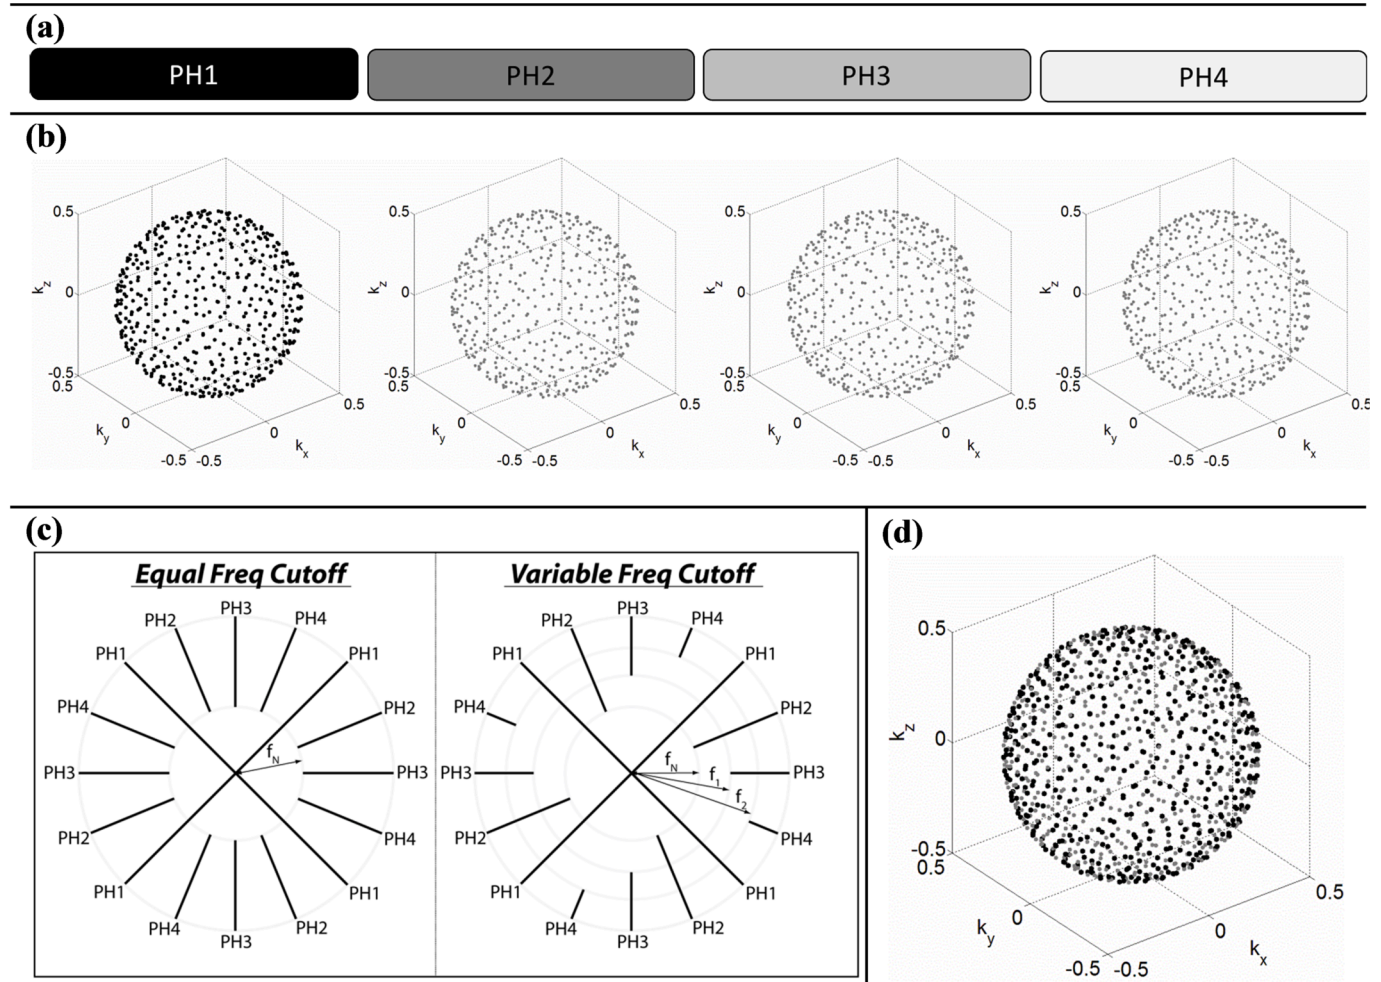 (a)
PH1 PH2 PH3 PH4
(b)
0.5 0.5 0.5 0.5
kz kz kz kz
0 0 0 0
-0.5 -0.5 -0.5 -0.5
0.5 0.5 0.5 0.5
0.5 0.5 0.5 0.5
0 0 0 0 0 0 0 0
ky kx ky kx ky kx ky kx
-0.5 -0.5 -0.5 -0.5 -0.5 -0.5 -0.5 -0.5
(c)
Equal Freq Cutoff
PH3
PH2 PH4
PH1 PH1
PH4 PH2
fN
PH3 PH3
PH2 PH4
PH1 PH1
PH4 PH2
PH3
Variable Freq Cutoff
PH3
PH2 PH4
PH1 PH1
PH4 PH2
fN
PH3 f1 PH3
f2
PH2 PH4
PH1 PH1
PH4 PH2
PH3
(d)
0.5
kz
0
-0.5
0.5
0.5
0 0
ky kx
-0.5 -0.5